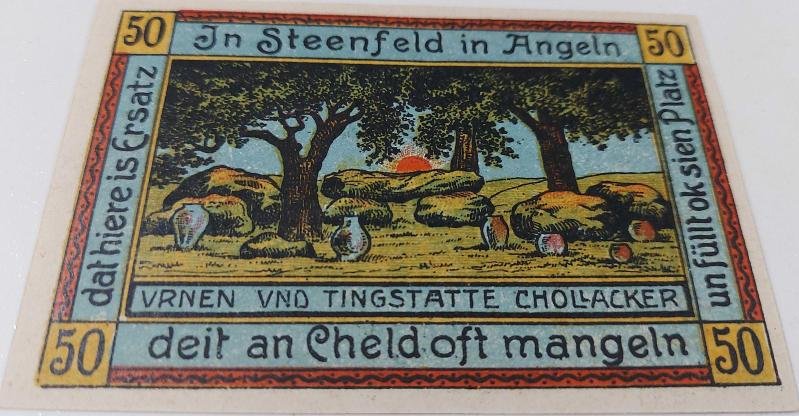 50
In Steenfeld in Angeln
50
deit an Cheld oft mangeln
dat hiere is Ersatz
un füllt ok sien Platz
VRNEN VND TINGSTATTE CHOLLACKER
50
50